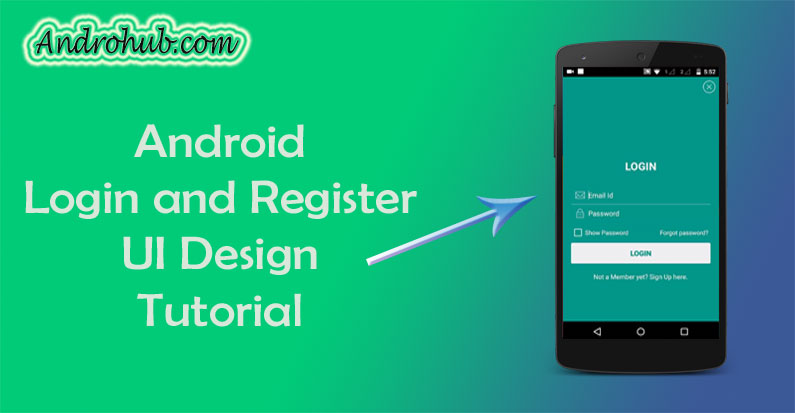 Androhub.com
Android
Login and Register
UI Design
Tutorial
5:52
LOGIN
Email Id
Password
Show Password
Forgot password?
LOGIN
Not a Member yet? Sign Up here.